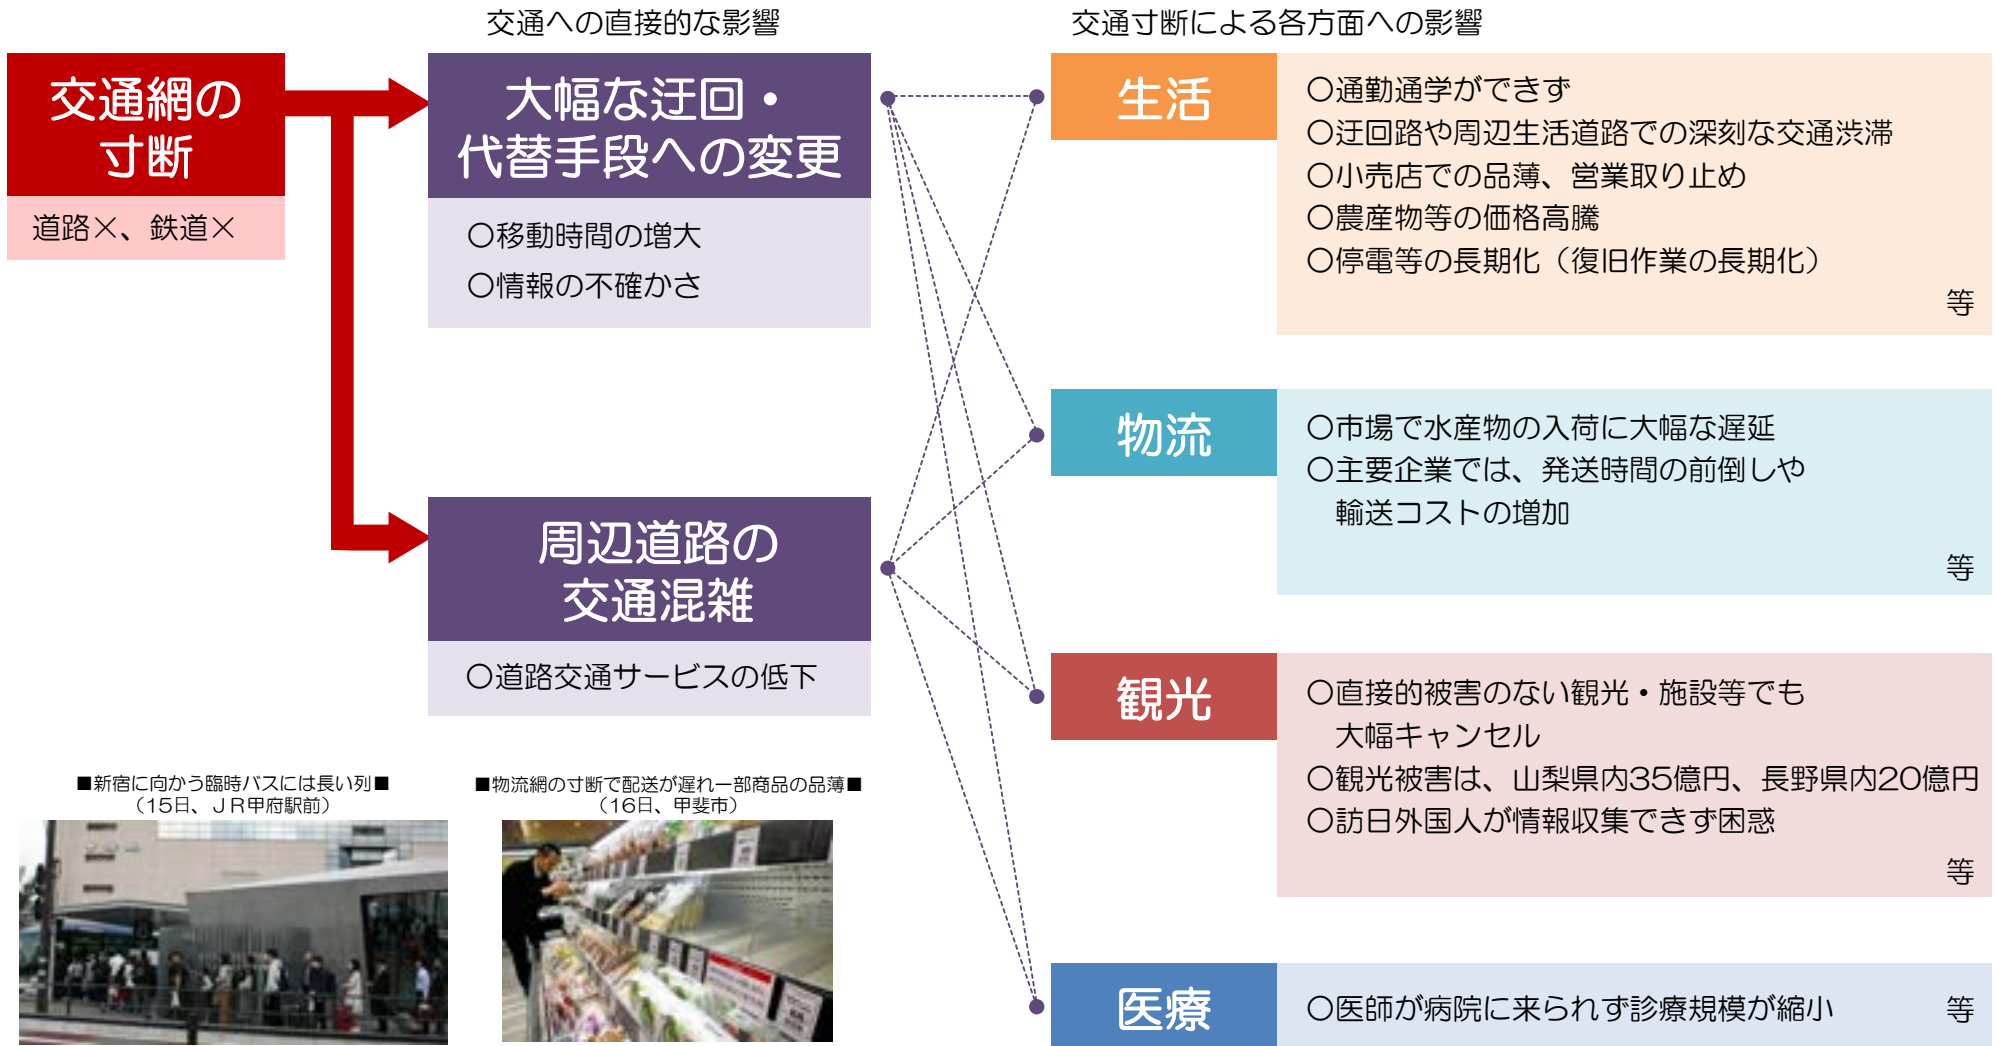 交通への直接的な影響
交通寸断による各方面への影響
交通網の
寸断
道路×、鉄道×
大幅な迂回・
代替手段への変更
〇移動時間の増大
〇情報の不確かさ
周辺道路の
交通混雑
〇道路交通サービスの低下
生活
〇通勤通学ができず
〇迂回路や周辺生活道路での深刻な交通渋滞
〇小売店での品薄、営業取り止め
〇農産物等の価格高騰
〇停電等の長期化（復旧作業の長期化）
等
物流
〇市場で水産物の入荷に大幅な遅延
〇主要企業では、発送時間の前倒しや
輸送コストの増加
等
観光
〇直接的被害のない観光・施設等でも
大幅キャンセル
〇観光被害は、山梨県内35億円、長野県内20億円
〇訪日外国人が情報収集できず困惑
等
医療
〇医師が病院に来られず診療規模が縮小
等
■新宿に向かう臨時バスには長い列■
（15日、ＪＲ甲府駅前）
■物流網の寸断で配送が遅れ一部商品の品薄■
（16日、甲斐市）